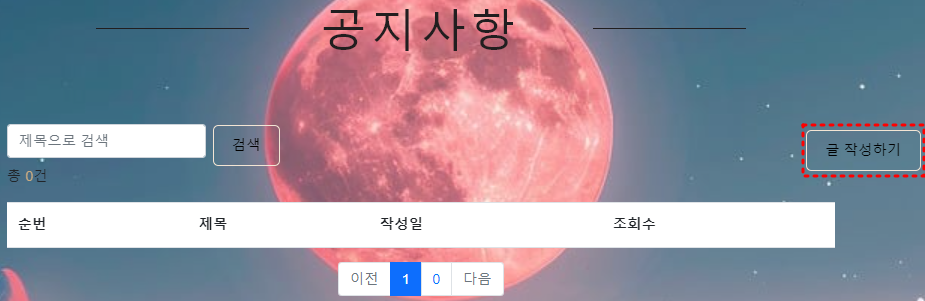 공지사항
제목으로 검색 검색 글 작성하기
총 0건
순번 제목 작성일 조회수
이전 1 0 다음